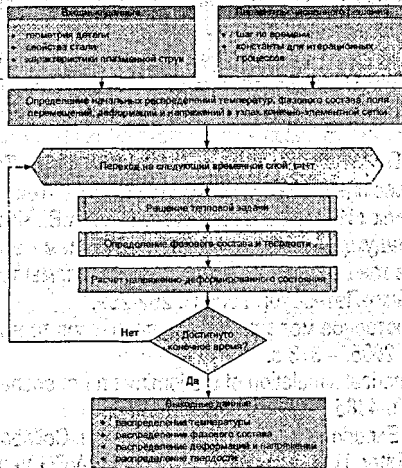 Входные данные
• геометрия детали
• свойства стали
• характеристики плазменной струи
Параметры численного решения
• шаг по времени
• константы для итерационных
процессов
Определение начальных распределений температур, фазового состава, поля
перемещений, деформаций и напряжений в узлах конечно-элементной сетки
Переход на следующий временной слой,
Решение тепловой задачи
Определение фазового состава и твердости
Расчет напряженно-деформированного состояния
Достигнуто
конечное время?
Нет
Да
Выходные данные
• распределения температуры
• распределение фазового состава
• распределение деформаций и напряжений
• распределение твердости